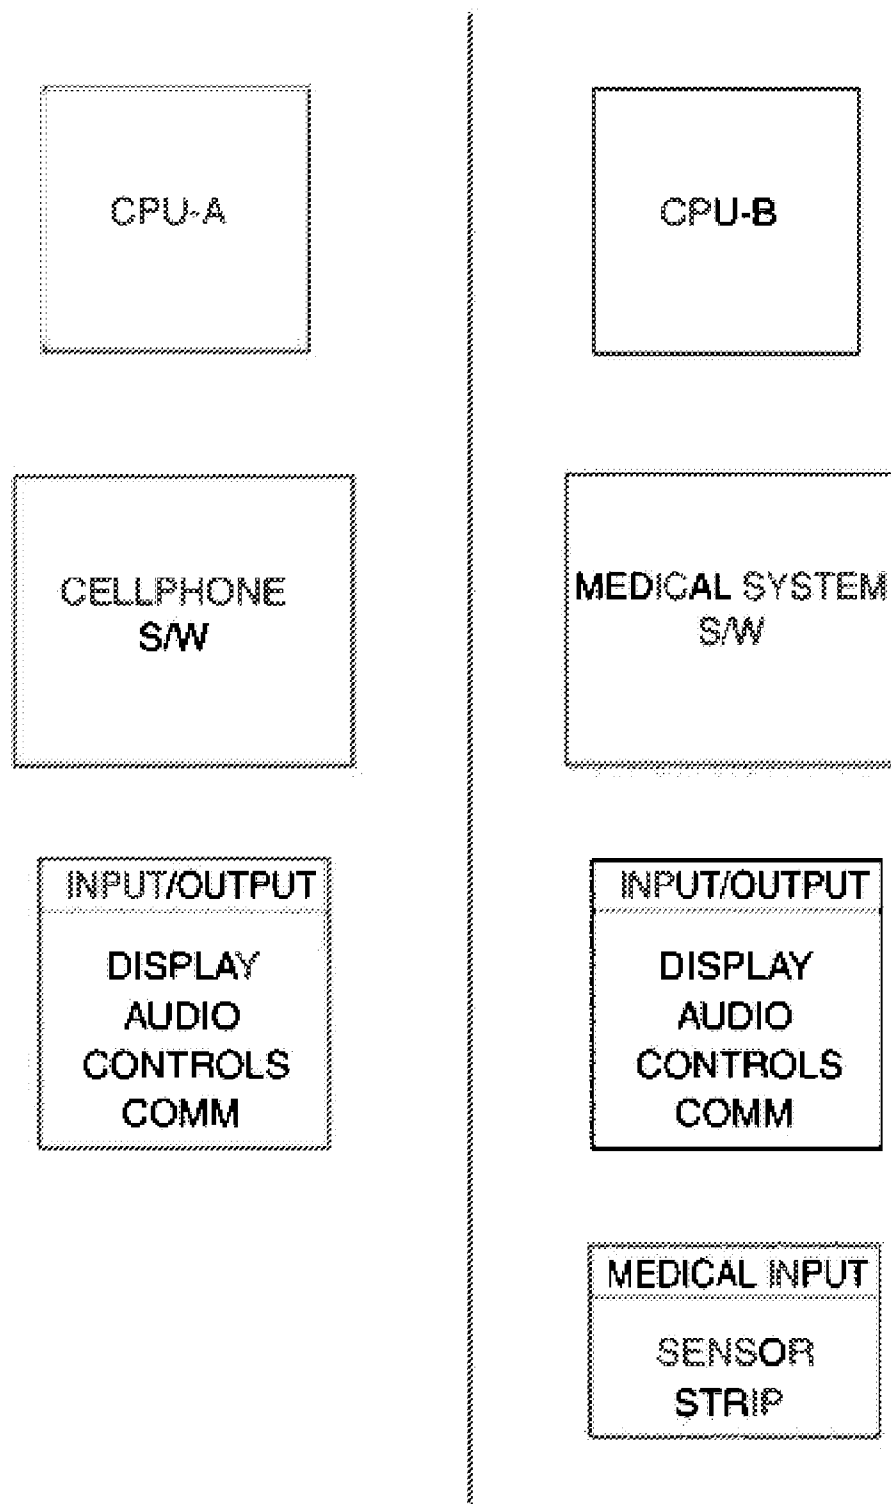 CPU-A
CELLPHONE
S/W
INPUT/OUTPUT
DISPLAY
AUDIO
CONTROLS
COMM
CPU-B
MEDICAL SYSTEM
S/W
INPUT/OUTPUT
DISPLAY
AUDIO
CONTROLS
COMM
MEDICAL INPUT
SENSOR
STRIP